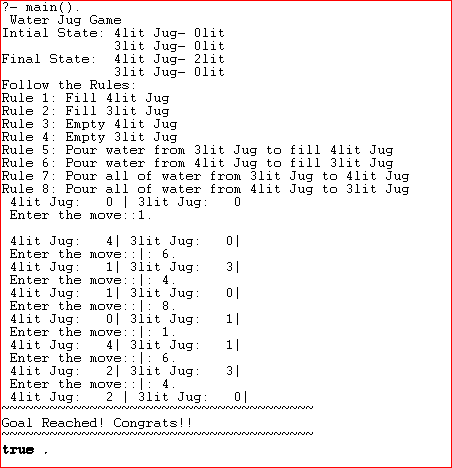 ?- main().
 Water Jug Game
Intial State: 4lit Jug- 0lit
              3lit Jug- 0lit
Final State:  4lit Jug- 2lit
              3lit Jug- 0lit
Follow the Rules:
Rule 1: Fill 4lit Jug
Rule 2: Fill 3lit Jug
Rule 3: Empty 4lit Jug
Rule 4: Empty 3lit Jug
Rule 5: Pour water from 3lit Jug to fill 4lit Jug
Rule 6: Pour water from 4lit Jug to fill 3lit Jug
Rule 7: Pour all of water from 3lit Jug to 4lit Jug
Rule 8: Pour all of water from 4lit Jug to 3lit Jug
 4lit Jug:   0 | 3lit Jug:   0
 Enter the move::1.
 4lit Jug:   4| 3lit Jug:   0|
 Enter the move::|: 6.
 4lit Jug:   1| 3lit Jug:   3|
 Enter the move::|: 4.
 4lit Jug:   1| 3lit Jug:   0|
 Enter the move::|: 8.
 4lit Jug:   0| 3lit Jug:   1|
 Enter the move::|: 1.
 4lit Jug:   4| 3lit Jug:   1|
 Enter the move::|: 6.
 4lit Jug:   2| 3lit Jug:   3|
 Enter the move::|: 4.
 4lit Jug:   2 | 3lit Jug:   0|
~~~~~~~~~~~~~~~~~~~~~~~~~~~~~~~~~~~~~~~
Goal Reached! Congrats!!
~~~~~~~~~~~~~~~~~~~~~~~~~~~~~~~~~~~~~~~
true .